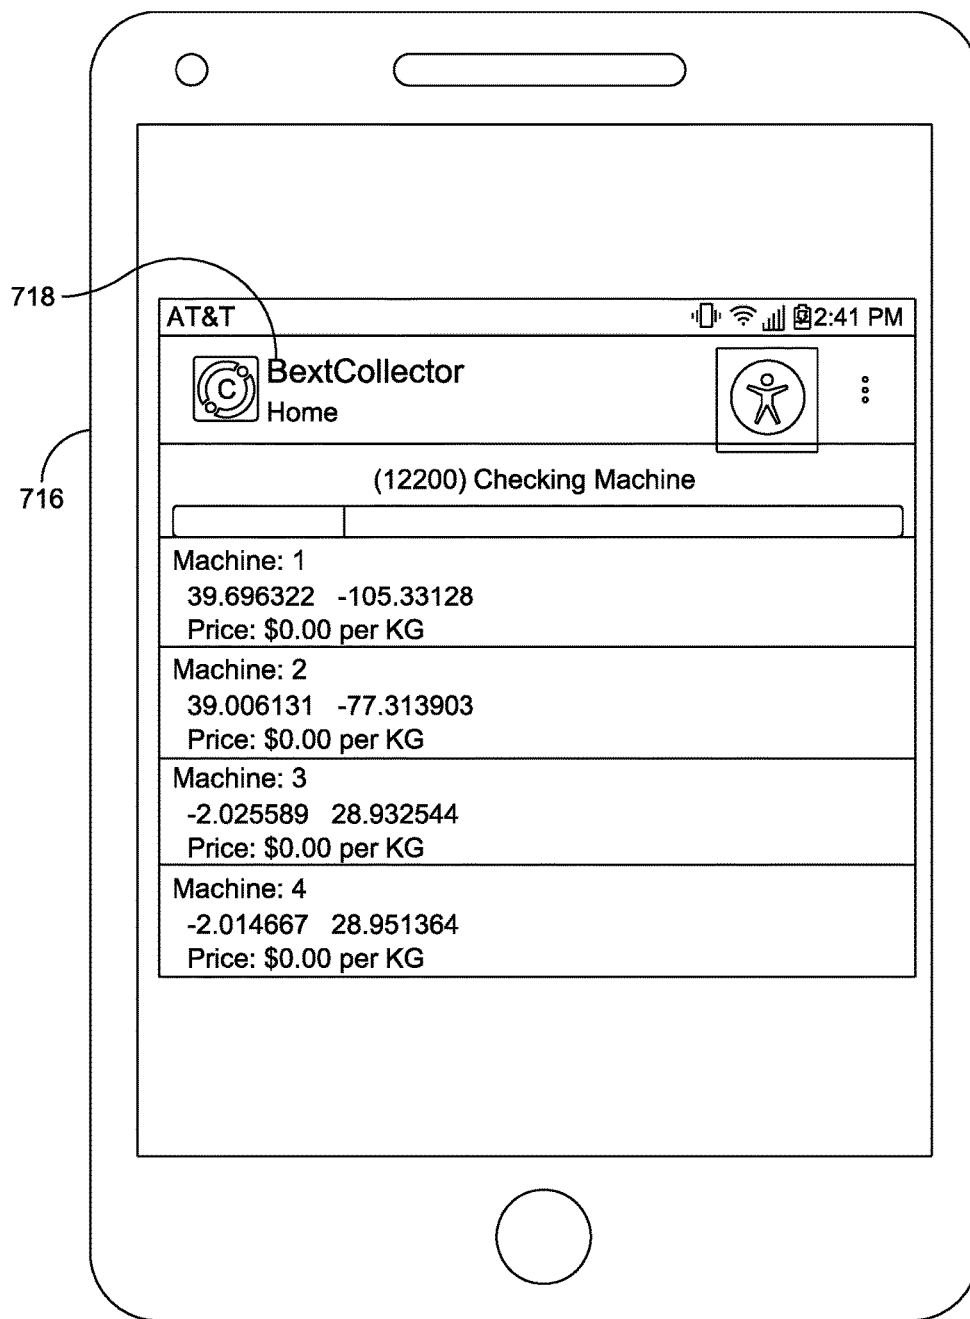 718
AT&T 2:41 PM
C
BextCollector
Home
716
(12200) Checking Machine
Machine: 1
39.696322 -105.33128
Price: $0.00 per KG
Machine: 2
39.006131 -77.313903
Price: $0.00 per KG
Machine: 3
-2.025589 28.932544
Price: $0.00 per KG
Machine: 4
-2.014667 28.951364
Price: $0.00 per KG